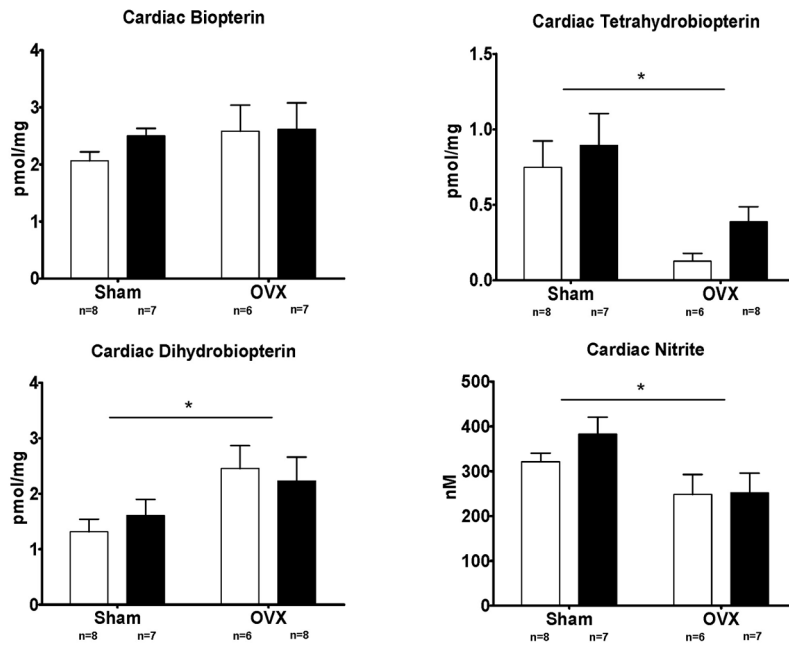 Cardiac Biopterin
4
3
2
1
0
pmol/mg
Sham OVX
n=8 n=7 n=6 n=7
Cardiac Tetrahydrobiopterin
1.5
1.0
0.5
0.0
pmol/mg
*
Sham OVX
n=8 n=7 n=6 n=8
Cardiac Dihydrobiopterin
4
3
2
1
0
pmol/mg
*
Sham OVX
n=8 n=7 n=6 n=8
Cardiac Nitrite
500
400
300
200
100
0
nM
*
Sham OVX
n=8 n=7 n=6 n=7